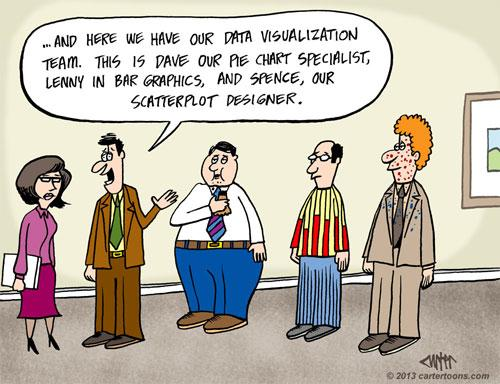 ...AND HERE WE HAVE OUR DATA VISUALIZATION
TEAM. THIS IS DAVE OUR PIE CHART SPECIALIST,
LENNY IN BAR GRAPHICS, AND SPENCE, OUR
SCATTERPLOT DESIGNER.
© 2013 cartertoons.com